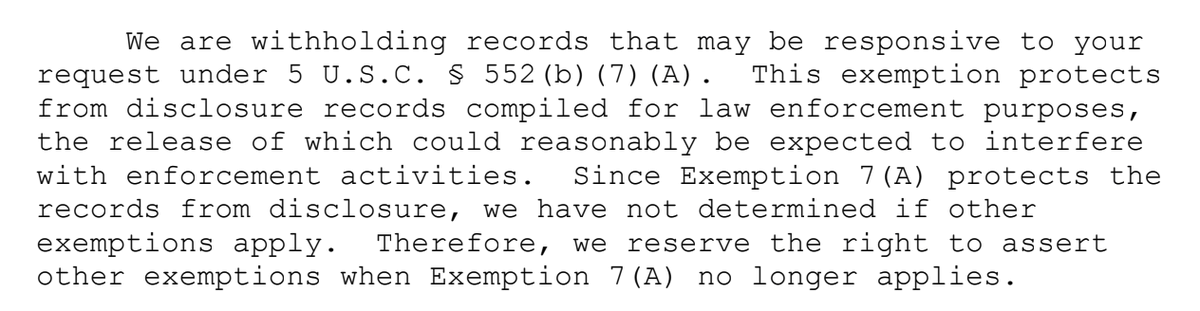 We are withholding records that may be responsive to your
request under 5 U.S.C. § 552(b)(7)(A).  This exemption protects
from disclosure records compiled for law enforcement purposes,
the release of which could reasonably be expected to interfere
with enforcement activities.  Since Exemption 7(A) protects the
records from disclosure, we have not determined if other
exemptions apply.  Therefore, we reserve the right to assert
other exemptions when Exemption 7(A) no longer applies.